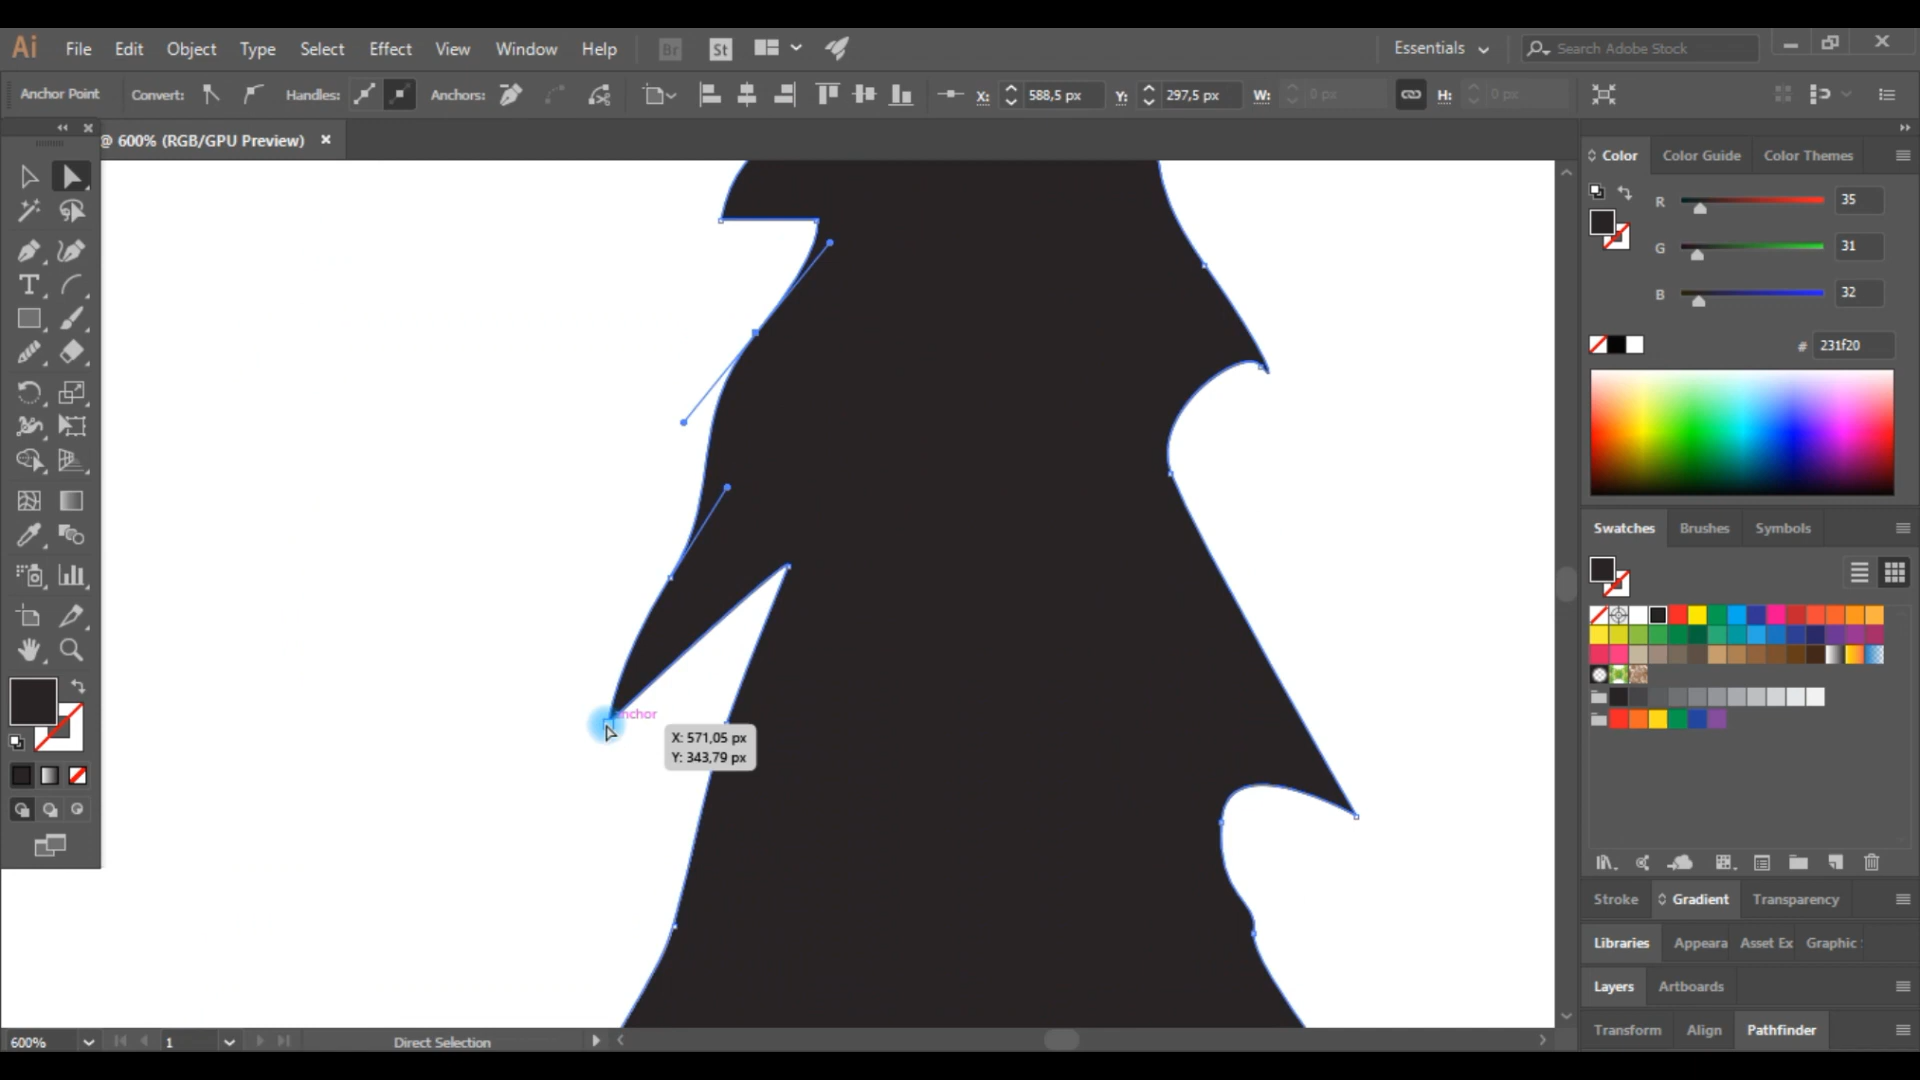 Ai File Edit Object Type Select Effect View Window Help Br St Essentials Search Adobe Stock
Anchor Point Convert: Handles: Anchors: X: 588,5 px Y: 297,5 px W: 0 px H: 0 px
@ 600% (RGB/GPU Preview)
Color Color Guide Color Themes
R 35
G 31
B 32
# 231f20
Swatches Brushes Symbols
anchor
X: 571,05 px
Y: 343,79 px
Stroke Gradient Transparency
Libraries Appeara Asset Ex Graphic
Layers Artboards
Transform Align Pathfinder
600% 1 Direct Selection